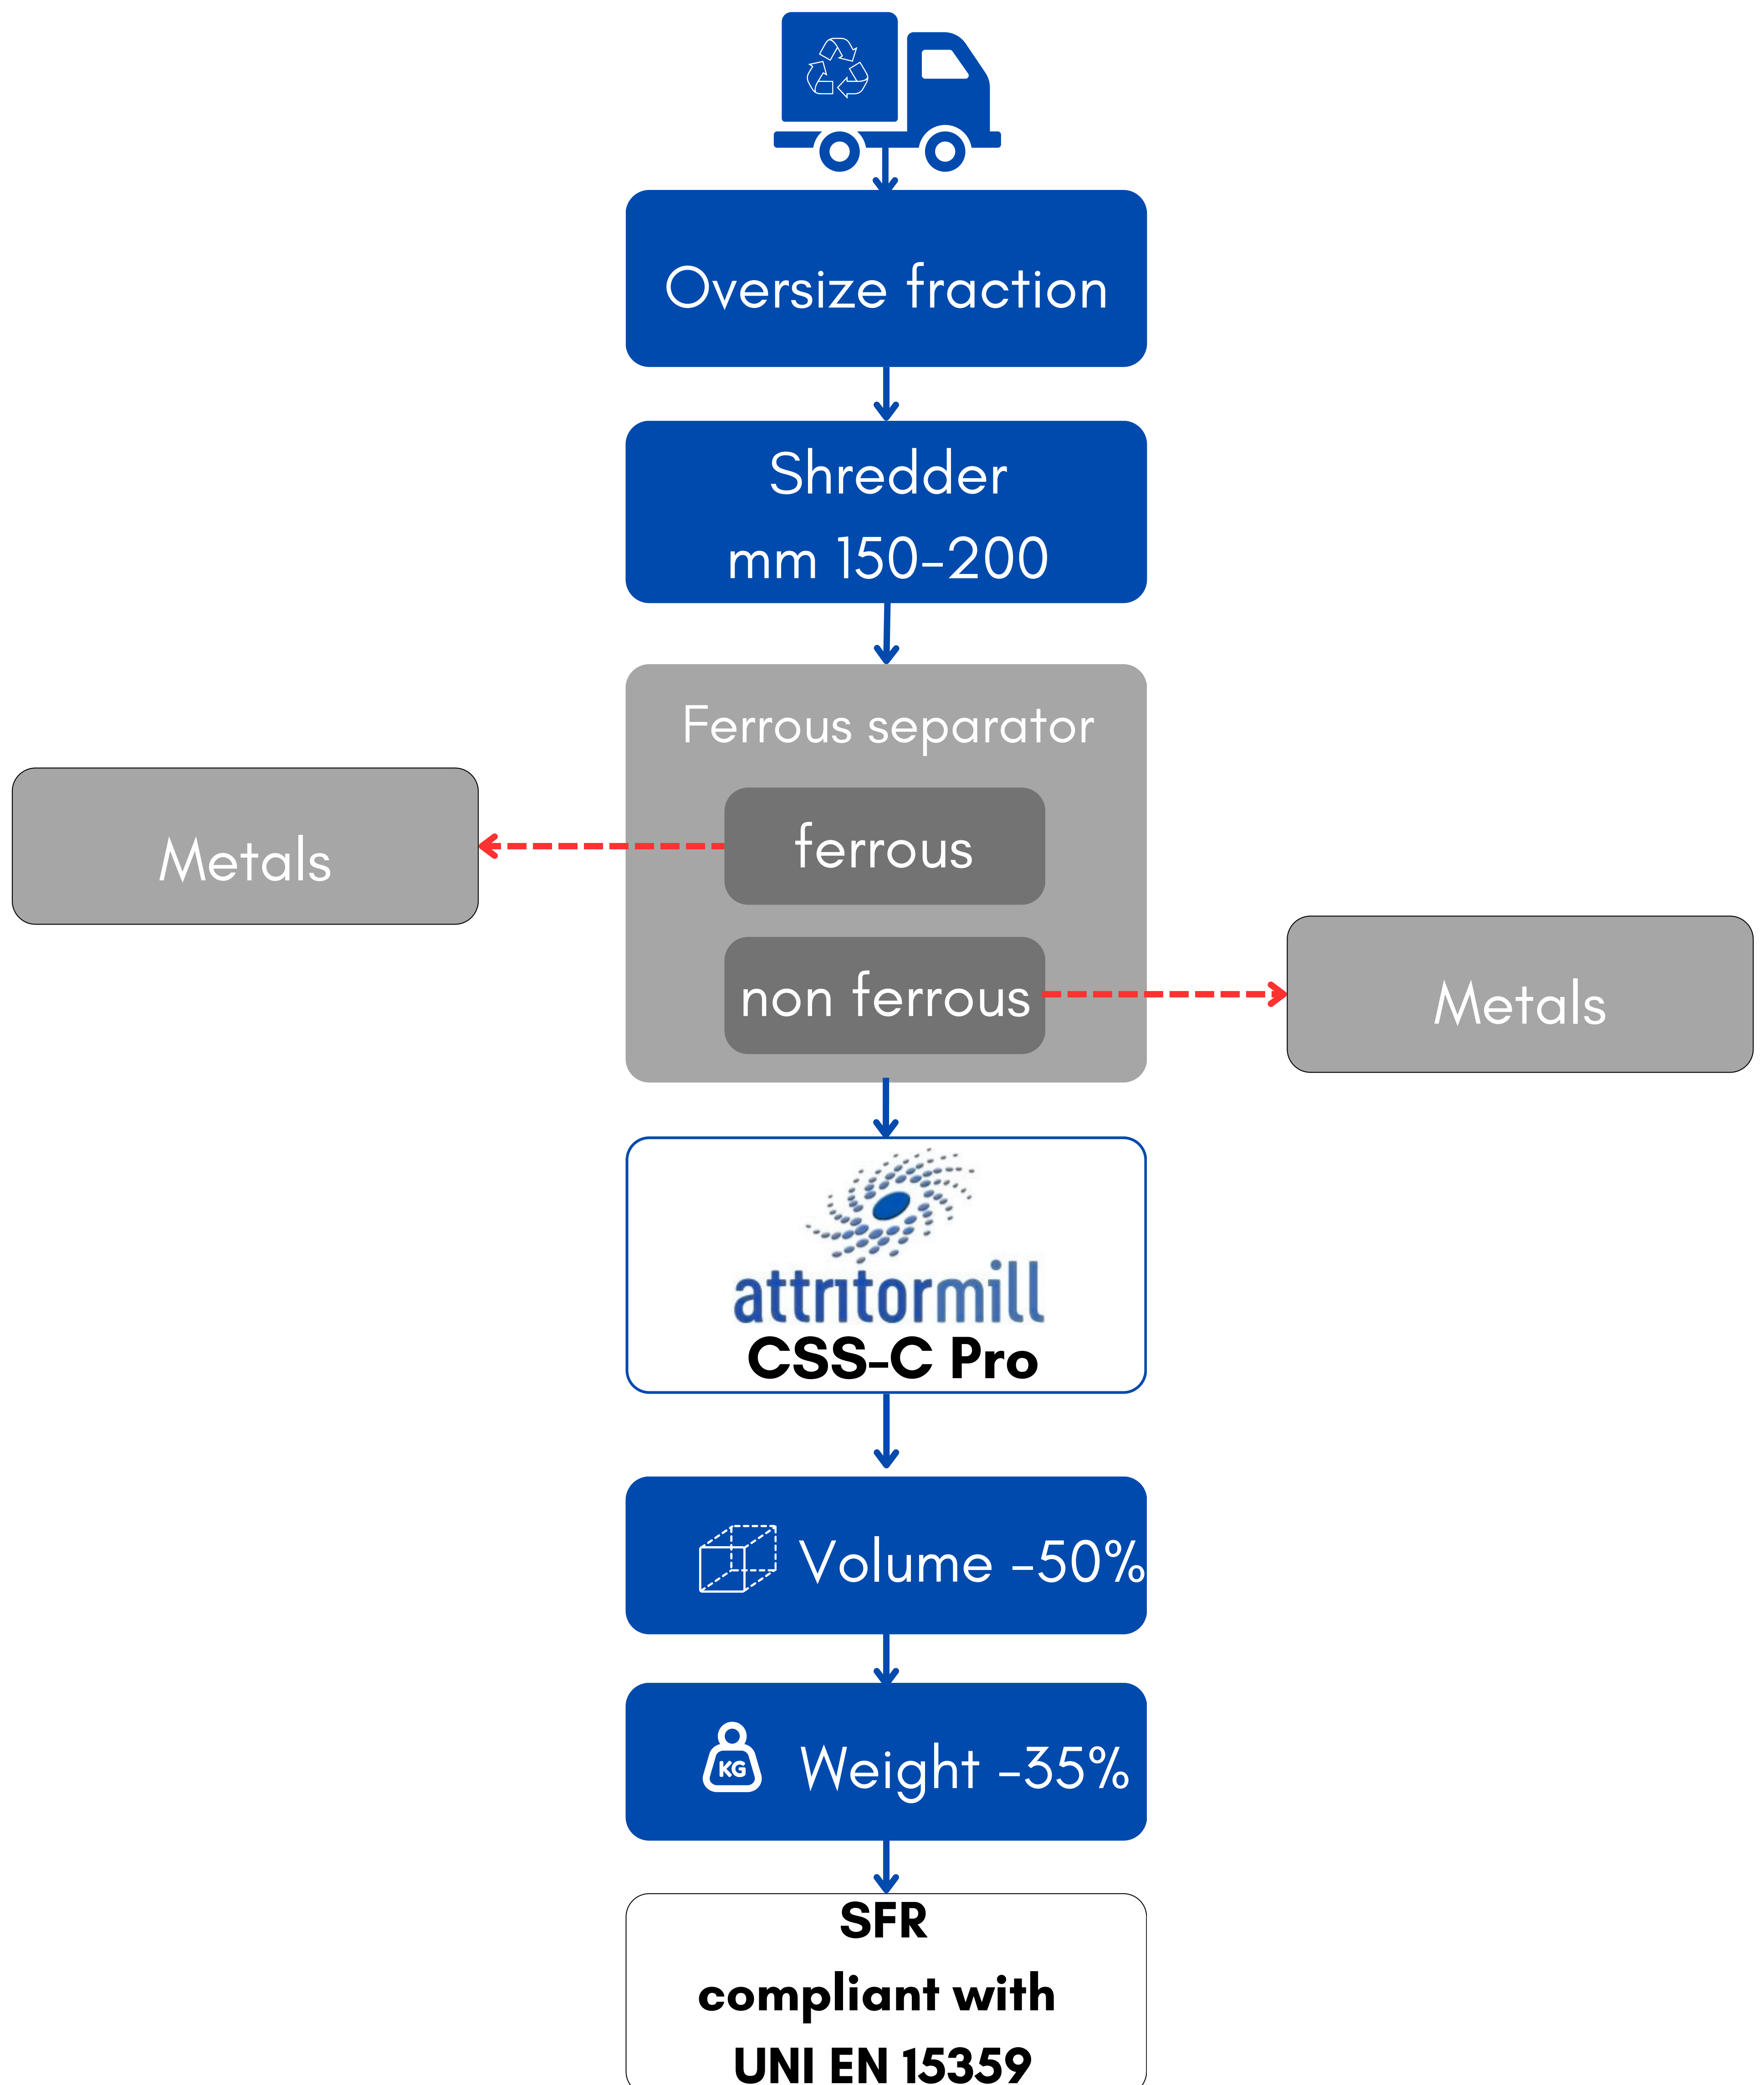 Oversize fraction
Shredder
mm 150-200
Ferrous separator
ferrous
Metals
non ferrous
Metals
attritormill
CSS-C Pro
Volume -50%
KG
Weight -35%
SFR
compliant with
UNI EN 15359